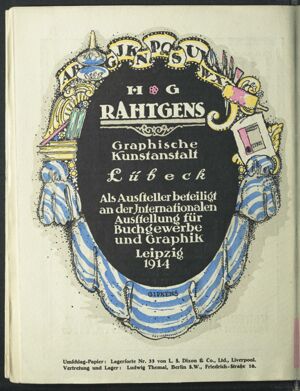 H G
RAHTGENS
Graphische
Kunstanstalt
Lübeck
Als Aussteller beteiligt
an der Internationalen
Ausstellung für
Buchgewerbe
und Graphik
Leipzig
1914
Umschlag-Papier: Lagersorte Nr. 33 von L. S. Dixon & Co., Ltd., Liverpool.
Vertretung und Lager: Ludwig Themal, Berlin S.W., Friedrich-Straße 16.